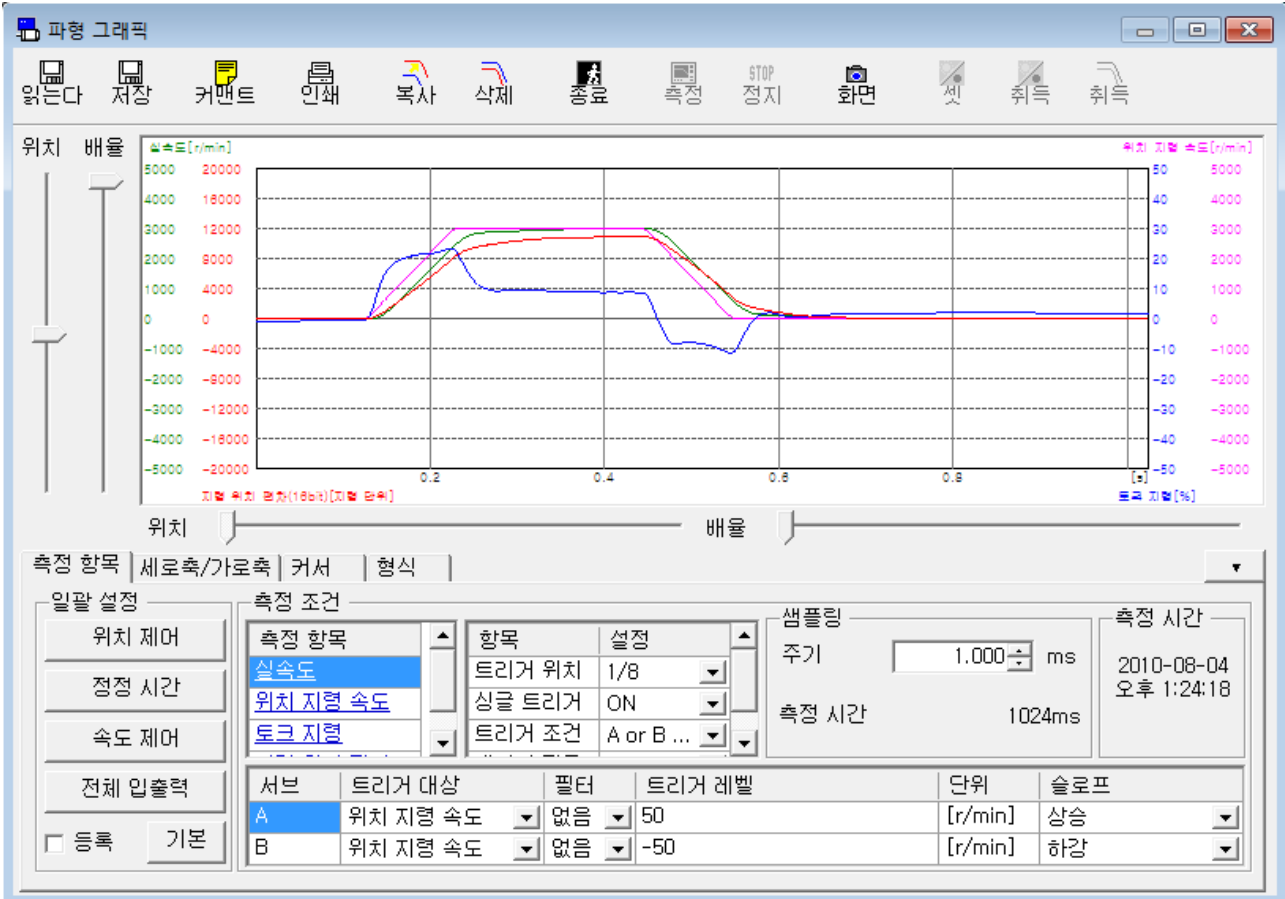 파형 그래픽
읽는다 저장 커맨트 인쇄 복사 삭제 종료 측정 STOP 정지 화면 셋 취득 취득
위치 배율
실속도[r/min] 위치 지령 속도[r/min]
5000 20000 50 5000
4000 16000 40 4000
3000 12000 30 3000
2000 8000 20 2000
1000 4000 10 1000
0 0 0 0
-1000 -4000 -10 -1000
-2000 -8000 -20 -2000
-3000 -12000 -30 -3000
-4000 -16000 -40 -4000
-5000 -20000 0.2 0.4 0.6 0.8 [s] -50 -5000
지령 위치 편차(16bit)[지령 단위] 토크 지령[%]
위치 배율
측정 항목 세로축/가로축 커서 형식
일괄 설정 측정 조건 샘플링 측정 시간
위치 제어 측정 항목 항목 설정 주기 1.000 ms 2010-08-04
정정 시간 실속도 트리거 위치 1/8 오후 1:24:18
위치 지령 속도 싱글 트리거 ON 측정 시간 1024ms
속도 제어 토크 지령 트리거 조건 A or B ...
전체 입출력 서브 트리거 대상 필터 트리거 레벨 단위 슬로프
A 위치 지령 속도 없음 50 [r/min] 상승
등록 기본 B 위치 지령 속도 없음 -50 [r/min] 하강